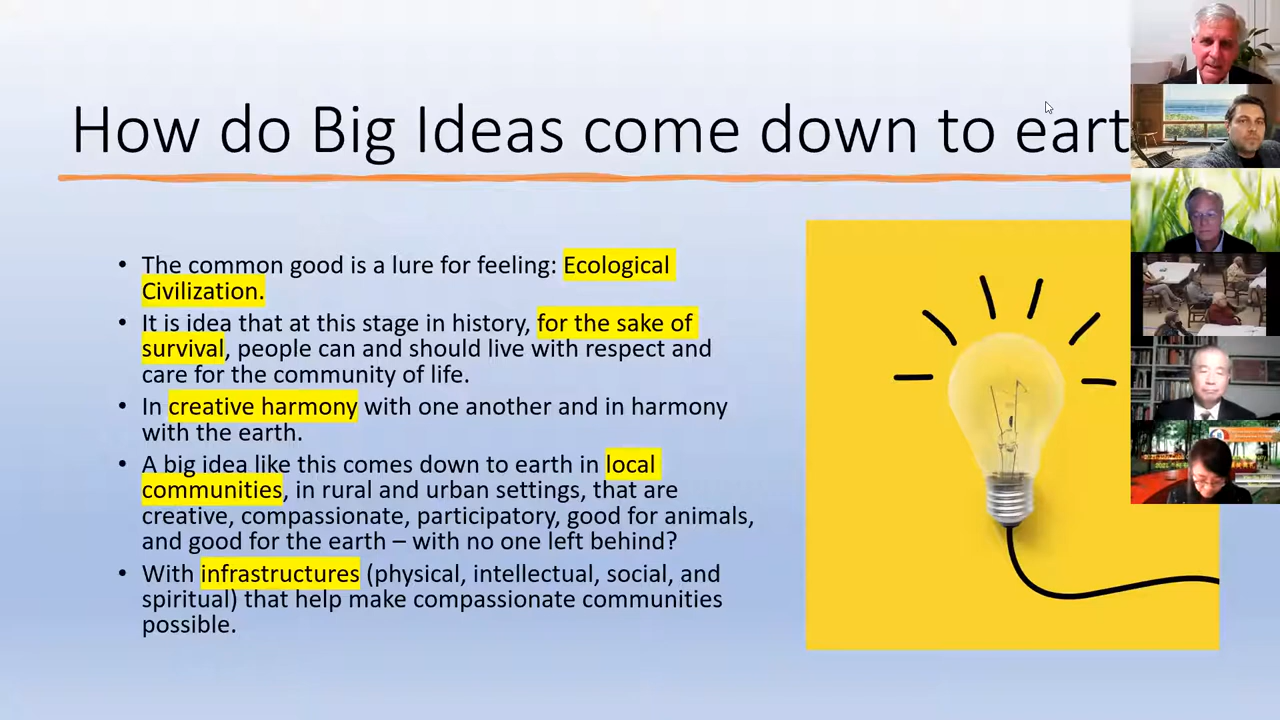 How do Big Ideas come down to eart
• The common good is a lure for feeling: Ecological
Civilization.
• It is idea that at this stage in history, for the sake of
survival, people can and should live with respect and
care for the community of life.
• In creative harmony with one another and in harmony
with the earth.
• A big idea like this comes down to earth in local
communities, in rural and urban settings, that are
creative, compassionate, participatory, good for animals,
and good for the earth – with no one left behind?
• With infrastructures (physical, intellectual, social, and
spiritual) that help make compassionate communities
possible.